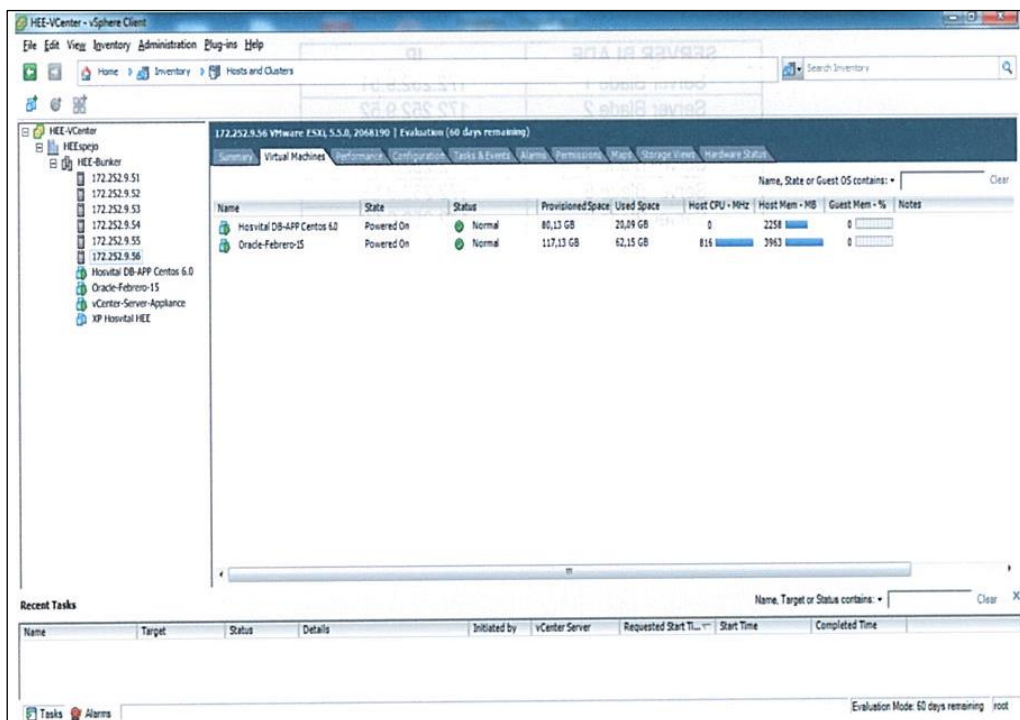 HEE-VCenter - vSphere Client
File Edit View Inventory Administration Plug-ins Help
Home Inventory Hosts and Clusters
Search Inventory
HEE-VCenter
HEEspejo
HEE-Bunker
172.252.9.51
172.252.9.52
172.252.9.53
172.252.9.54
172.252.9.55
172.252.9.56
Hosvital DB-APP Centos 6.0
Oracle-Febrero-15
vCenter-Server-Appliance
XP Hosvital HEE
172.252.9.56 VMware ESXi, 5.5.0, 2068190 | Evaluation (60 days remaining)
Summary Virtual Machines Performance Configuration Tasks & Events Alarms Permissions Maps Storage Views Hardware Status
Name, State or Guest OS contains: Clear
Name State Status Provisioned Space Used Space Host CPU - MHz Host Mem - MB Guest Mem - % Notes
Hosvital DB-APP Centos 6.0 Powered On Normal 80,13 GB 20,09 GB 0 2258 0
Oracle-Febrero-15 Powered On Normal 117,13 GB 62,15 GB 816 3963 0
Recent Tasks
Name, Target or Status contains: Clear X
Name Target Status Details Initiated by vCenter Server Requested Start Ti... Start Time Completed Time
Tasks Alarms
Evaluation Mode: 60 days remaining root